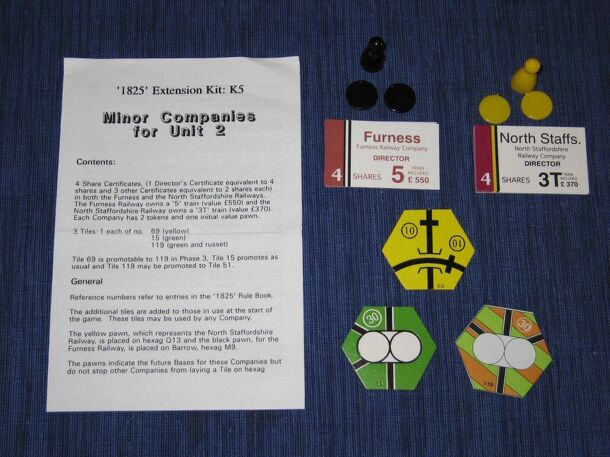 '1825' Extension Kit: K5
Minor Companies
for Unit 2
Contents:
4 Share Certificates, (1 Director's Certificate equivalent to 4
shares and 3 other Certificates equivalent to 2 shares each)
in both the Furness and the North Staffordshire Railways.
The Furness Railway owns a '5' train (value £550) and the
North Staffordshire Railway owns a '3T' train (value £370).
Each Company has 2 tokens and one initial value pawn.
3 Tiles: 1 each of no. 69 (yellow)
15 (green)
119 (green and russet)
Tile 69 is promotable to 119 in Phase 3, Tile 15 promotes as
usual and Tile 119 may be promoted to Tile 51.
General
Reference numbers refer to entries in the '1825' Rule Book.
The additional tiles are added to those in use at the start of
the game. These tiles may be used by any Company.
The yellow pawn, which represents the North Staffordshire
Railway, is placed on hexag Q13 and the black pawn, for the
Furness Railway, is placed on Barrow, hexag M9.
The pawns indicate the future Bases for these Companies but
do not stop other Companies from laying a Tile on hexag
Furness
Furness Railway Company
DIRECTOR
4 SHARES 5 TRAIN INCLUDED £ 550
North Staffs.
North Staffordshire
Railway Company
DIRECTOR
4 SHARES 3T TRAIN INCLUDED £ 370
10
10
69
30
15
30
119